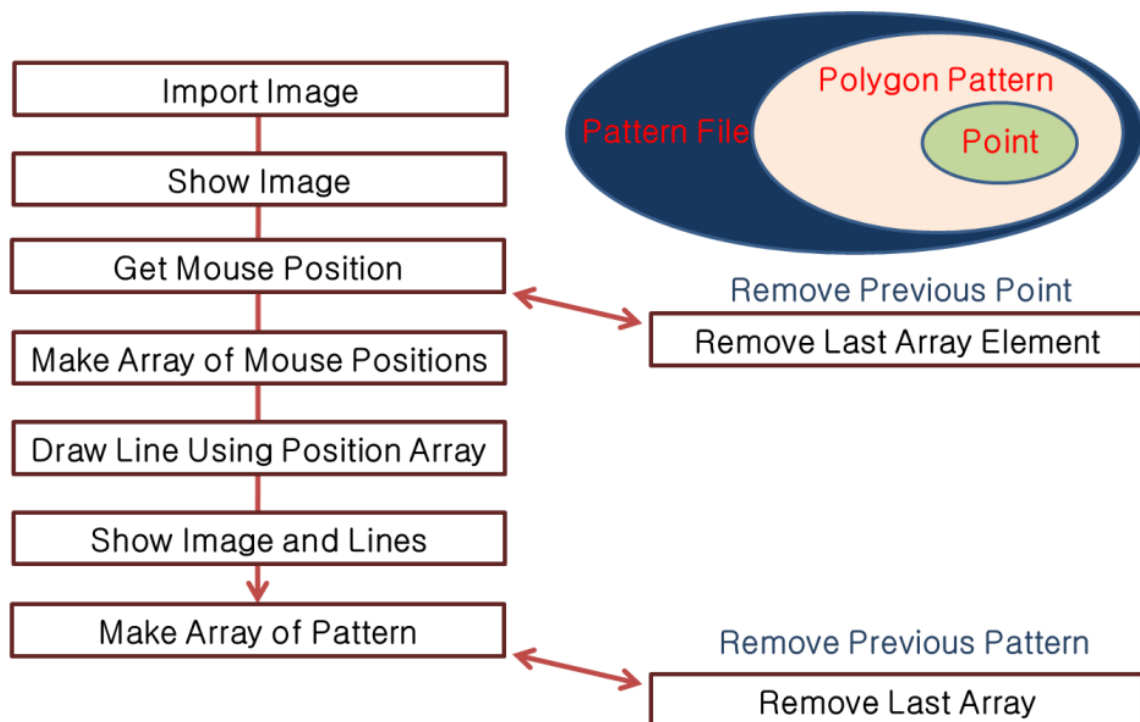 Import Image
Show Image
Get Mouse Position
Make Array of Mouse Positions
Draw Line Using Position Array
Show Image and Lines
Make Array of Pattern
Polygon Pattern
Pattern File
Point
Remove Previous Point
Remove Last Array Element
Remove Previous Pattern
Remove Last Array